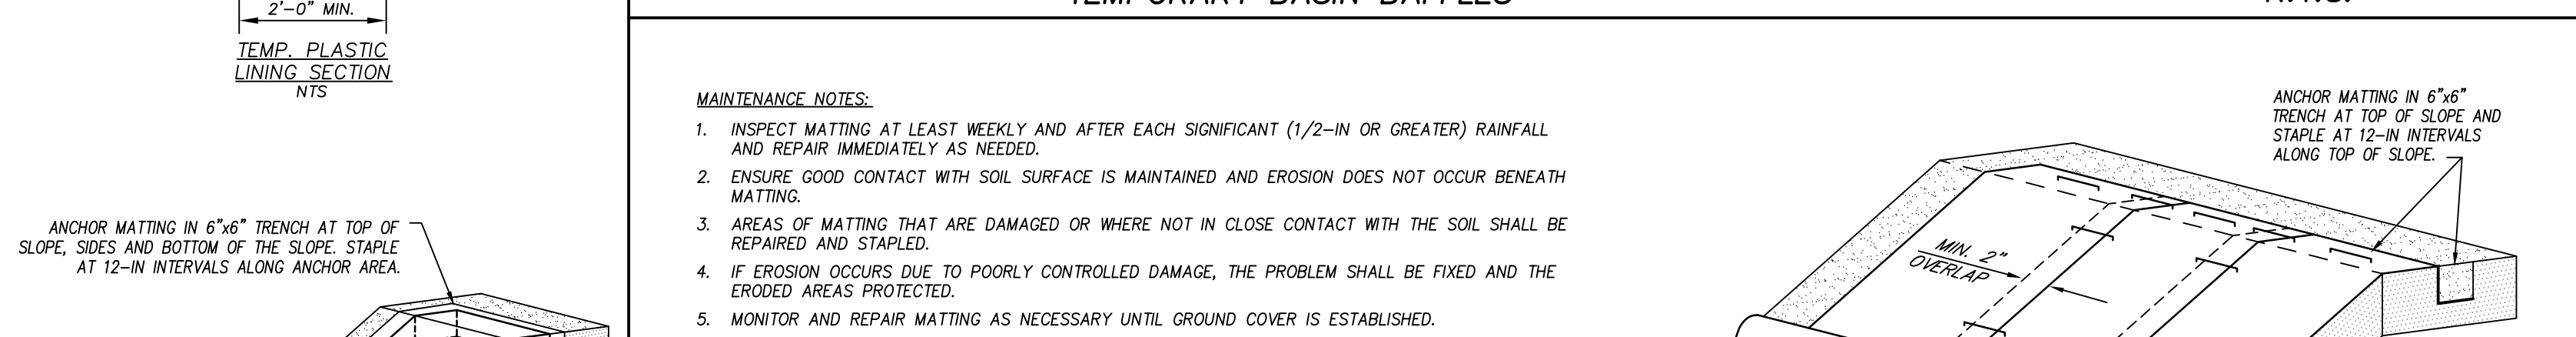 2'-0" MIN.
TEMP. PLASTIC
LINING SECTION
NTS
ANCHOR MATTING IN 6"x6" TRENCH AT TOP OF
SLOPE, SIDES AND BOTTOM OF THE SLOPE. STAPLE
AT 12-IN INTERVALS ALONG ANCHOR AREA.
TEMPORARY BASIN BAFFLES
N.T.S.
MAINTENANCE NOTES:
1. INSPECT MATTING AT LEAST WEEKLY AND AFTER EACH SIGNIFICANT (1/2-IN OR GREATER) RAINFALL
AND REPAIR IMMEDIATELY AS NEEDED.
2. ENSURE GOOD CONTACT WITH SOIL SURFACE IS MAINTAINED AND EROSION DOES NOT OCCUR BENEATH
MATTING.
3. AREAS OF MATTING THAT ARE DAMAGED OR WHERE NOT IN CLOSE CONTACT WITH THE SOIL SHALL BE
REPAIRED AND STAPLED.
4. IF EROSION OCCURS DUE TO POORLY CONTROLLED DAMAGE, THE PROBLEM SHALL BE FIXED AND THE
ERODED AREAS PROTECTED.
5. MONITOR AND REPAIR MATTING AS NECESSARY UNTIL GROUND COVER IS ESTABLISHED.
ANCHOR MATTING IN 6"x6"
TRENCH AT TOP OF SLOPE AND
STAPLE AT 12-IN INTERVALS
ALONG TOP OF SLOPE.
MIN. 2"
OVERLAP